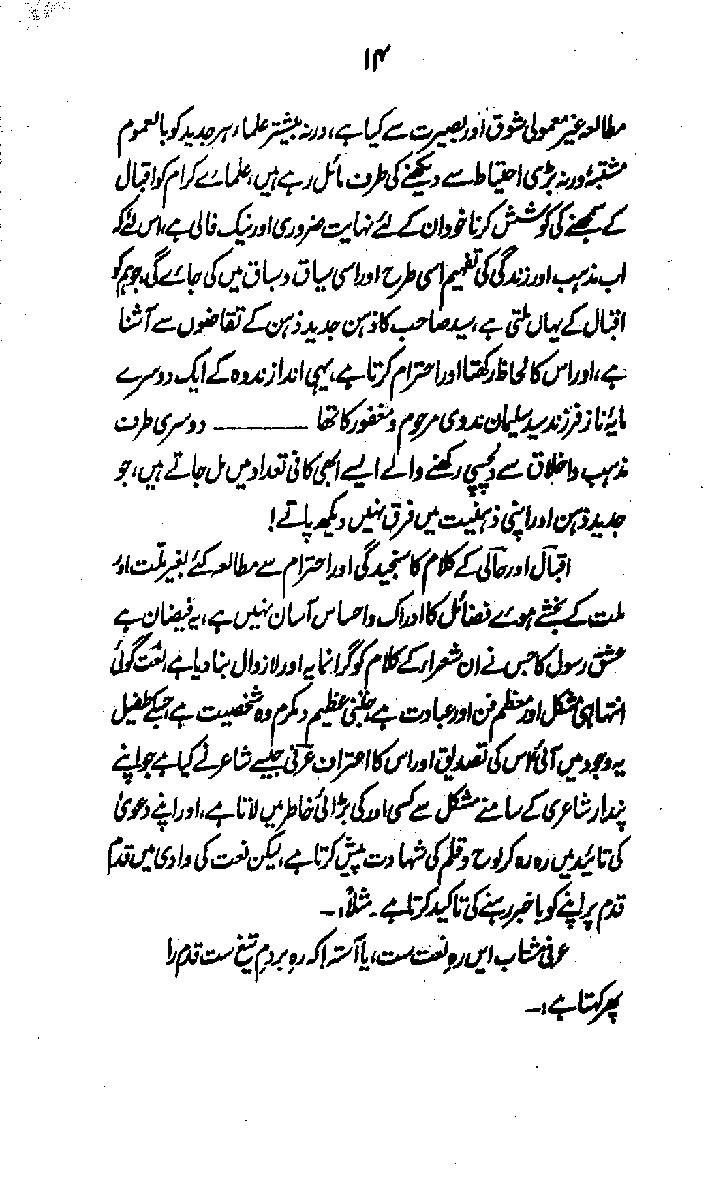 ۱۴
مطالعہ غیر معمولی شوق اور بصیرت سے کیا ہے، ورنہ بیشتر علماء ہر جدید کو بالعموم
مشتبہ ورنہ بڑی احتیاط سے دیکھنے کی طرف مائل رہے ہیں، علمائے کرام کو اقبال
کے سمجھنے کی کوشش کرنا خود ان کے لئے نہایت ضروری اور نیک فالی ہے، اس لئے کہ
اب مذہب اور زندگی کی تفہیم اسی طرح اور اسی سیاق و سباق میں کی جائے گی، جو ہم کو
اقبال کے یہاں ملتی ہے، سید صاحب کا ذہن جدید ذہن کے تقاضوں سے آشنا
ہے، اور اس کا لحاظ رکھتا اور احترام کرتا ہے، یہی انداز ندوہ کے ایک دوسرے
مایۂ ناز فرزند سید سلیمان ندوی مرحوم و مغفور کا تھا ——— دوسری طرف
مذہب و اخلاق سے دلچسپی رکھنے والے ایسے ابھی کافی تعداد میں مل جاتے ہیں، جو
جدید ذہن اور اپنی ذہنیت میں فرق نہیں دیکھ پاتے!
اقبال اور حالی کے کلام کا سنجیدگی اور احترام سے مطالعہ کئے بغیر ملت اور
ملت کے بخشے ہوئے فضائل کا ادراک و احساس آسان نہیں ہے، یہ فیضان ہے
عشق رسول کا جس نے ان شعراء کے کلام کو گرانمایہ اور لازوال بنا دیا ہے، نعت گوئی
انتہائی مشکل اور معظم فن اور عبادت ہے، جتنی عظیم و مکرم وہ شخصیت ہے جسکے طفیل
یہ وجود میں آئی، اس کی تصدیق اور اس کا اعتراف عرفی جیسے شاعر نے کیا ہے جو اپنے
پندار شاعری کے سامنے مشکل سے کسی اور کی بڑائی خاطر میں لاتا ہے، اور اپنے دعویٰ
کی تائید میں رہ رہ کر لوح و قلم کی شہادت پیش کرتا ہے، لیکن نعت کی وادی میں قدم
قدم پر اپنے کو باخبر رہنے کی تاکید کرتا ہے۔ مثلاً:۔
عرفی مشتاب ایں رہ نعت ست، یا آہستہ کہ رہ بر دم تیغ ست قدم را
پھر کہتا ہے:۔